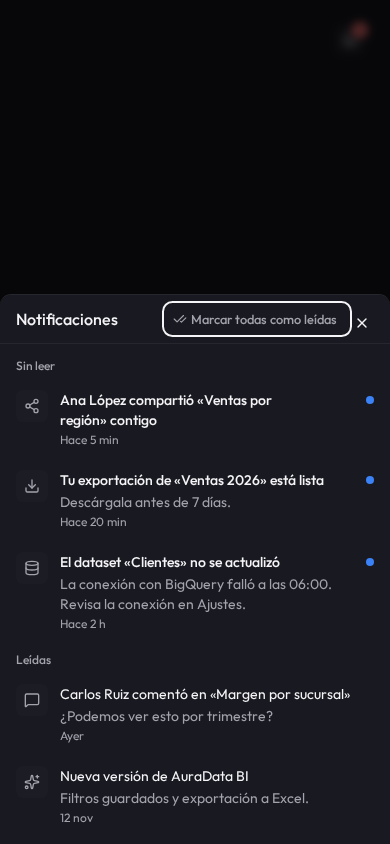 Notificaciones
Marcar todas como leídas
Sin leer
Ana López compartió «Ventas por
región» contigo
Hace 5 min
Tu exportación de «Ventas 2026» está lista
Descárgala antes de 7 días.
Hace 20 min
El dataset «Clientes» no se actualizó
La conexión con BigQuery falló a las 06:00.
Revisa la conexión en Ajustes.
Hace 2 h
Leídas
Carlos Ruiz comentó en «Margen por sucursal»
¿Podemos ver esto por trimestre?
Ayer
Nueva versión de AuraData BI
Filtros guardados y exportación a Excel.
12 nov